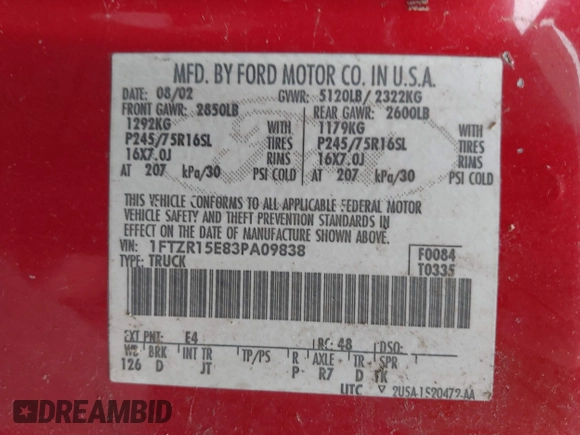 MFD. BY FORD MOTOR CO. IN U.S.A.
DATE: 08/02 GVWR: 5120LB/ 2322KG
FRONT GAWR: 2850LB REAR GAWR: 2600LB
1292KG WITH 1179KG WITH
P245/75R16SL TIRES P245/75R16SL TIRES
16X7.0J RIMS 16X7.0J RIMS
AT 207 kPa/30 PSI COLD AT 207 kPa/30 PSI COLD
THIS VEHICLE CONFORMS TO ALL APPLICABLE FEDERAL MOTOR
VEHICLE SAFETY AND THEFT PREVENTION STANDARDS IN
EFFECT ON THE DATE OF MANUFACTURE SHOWN ABOVE.
VIN: 1FTZR15E83PA09838 F0084
TYPE: TRUCK T0335
EXT PNT: E4 RC: 48 DSO:
WB BRK INT TR TP/PS R AXLE TR SPR
126 D JT P R7 D TK
UTC 2USA-1520472-AA
DREAMBID